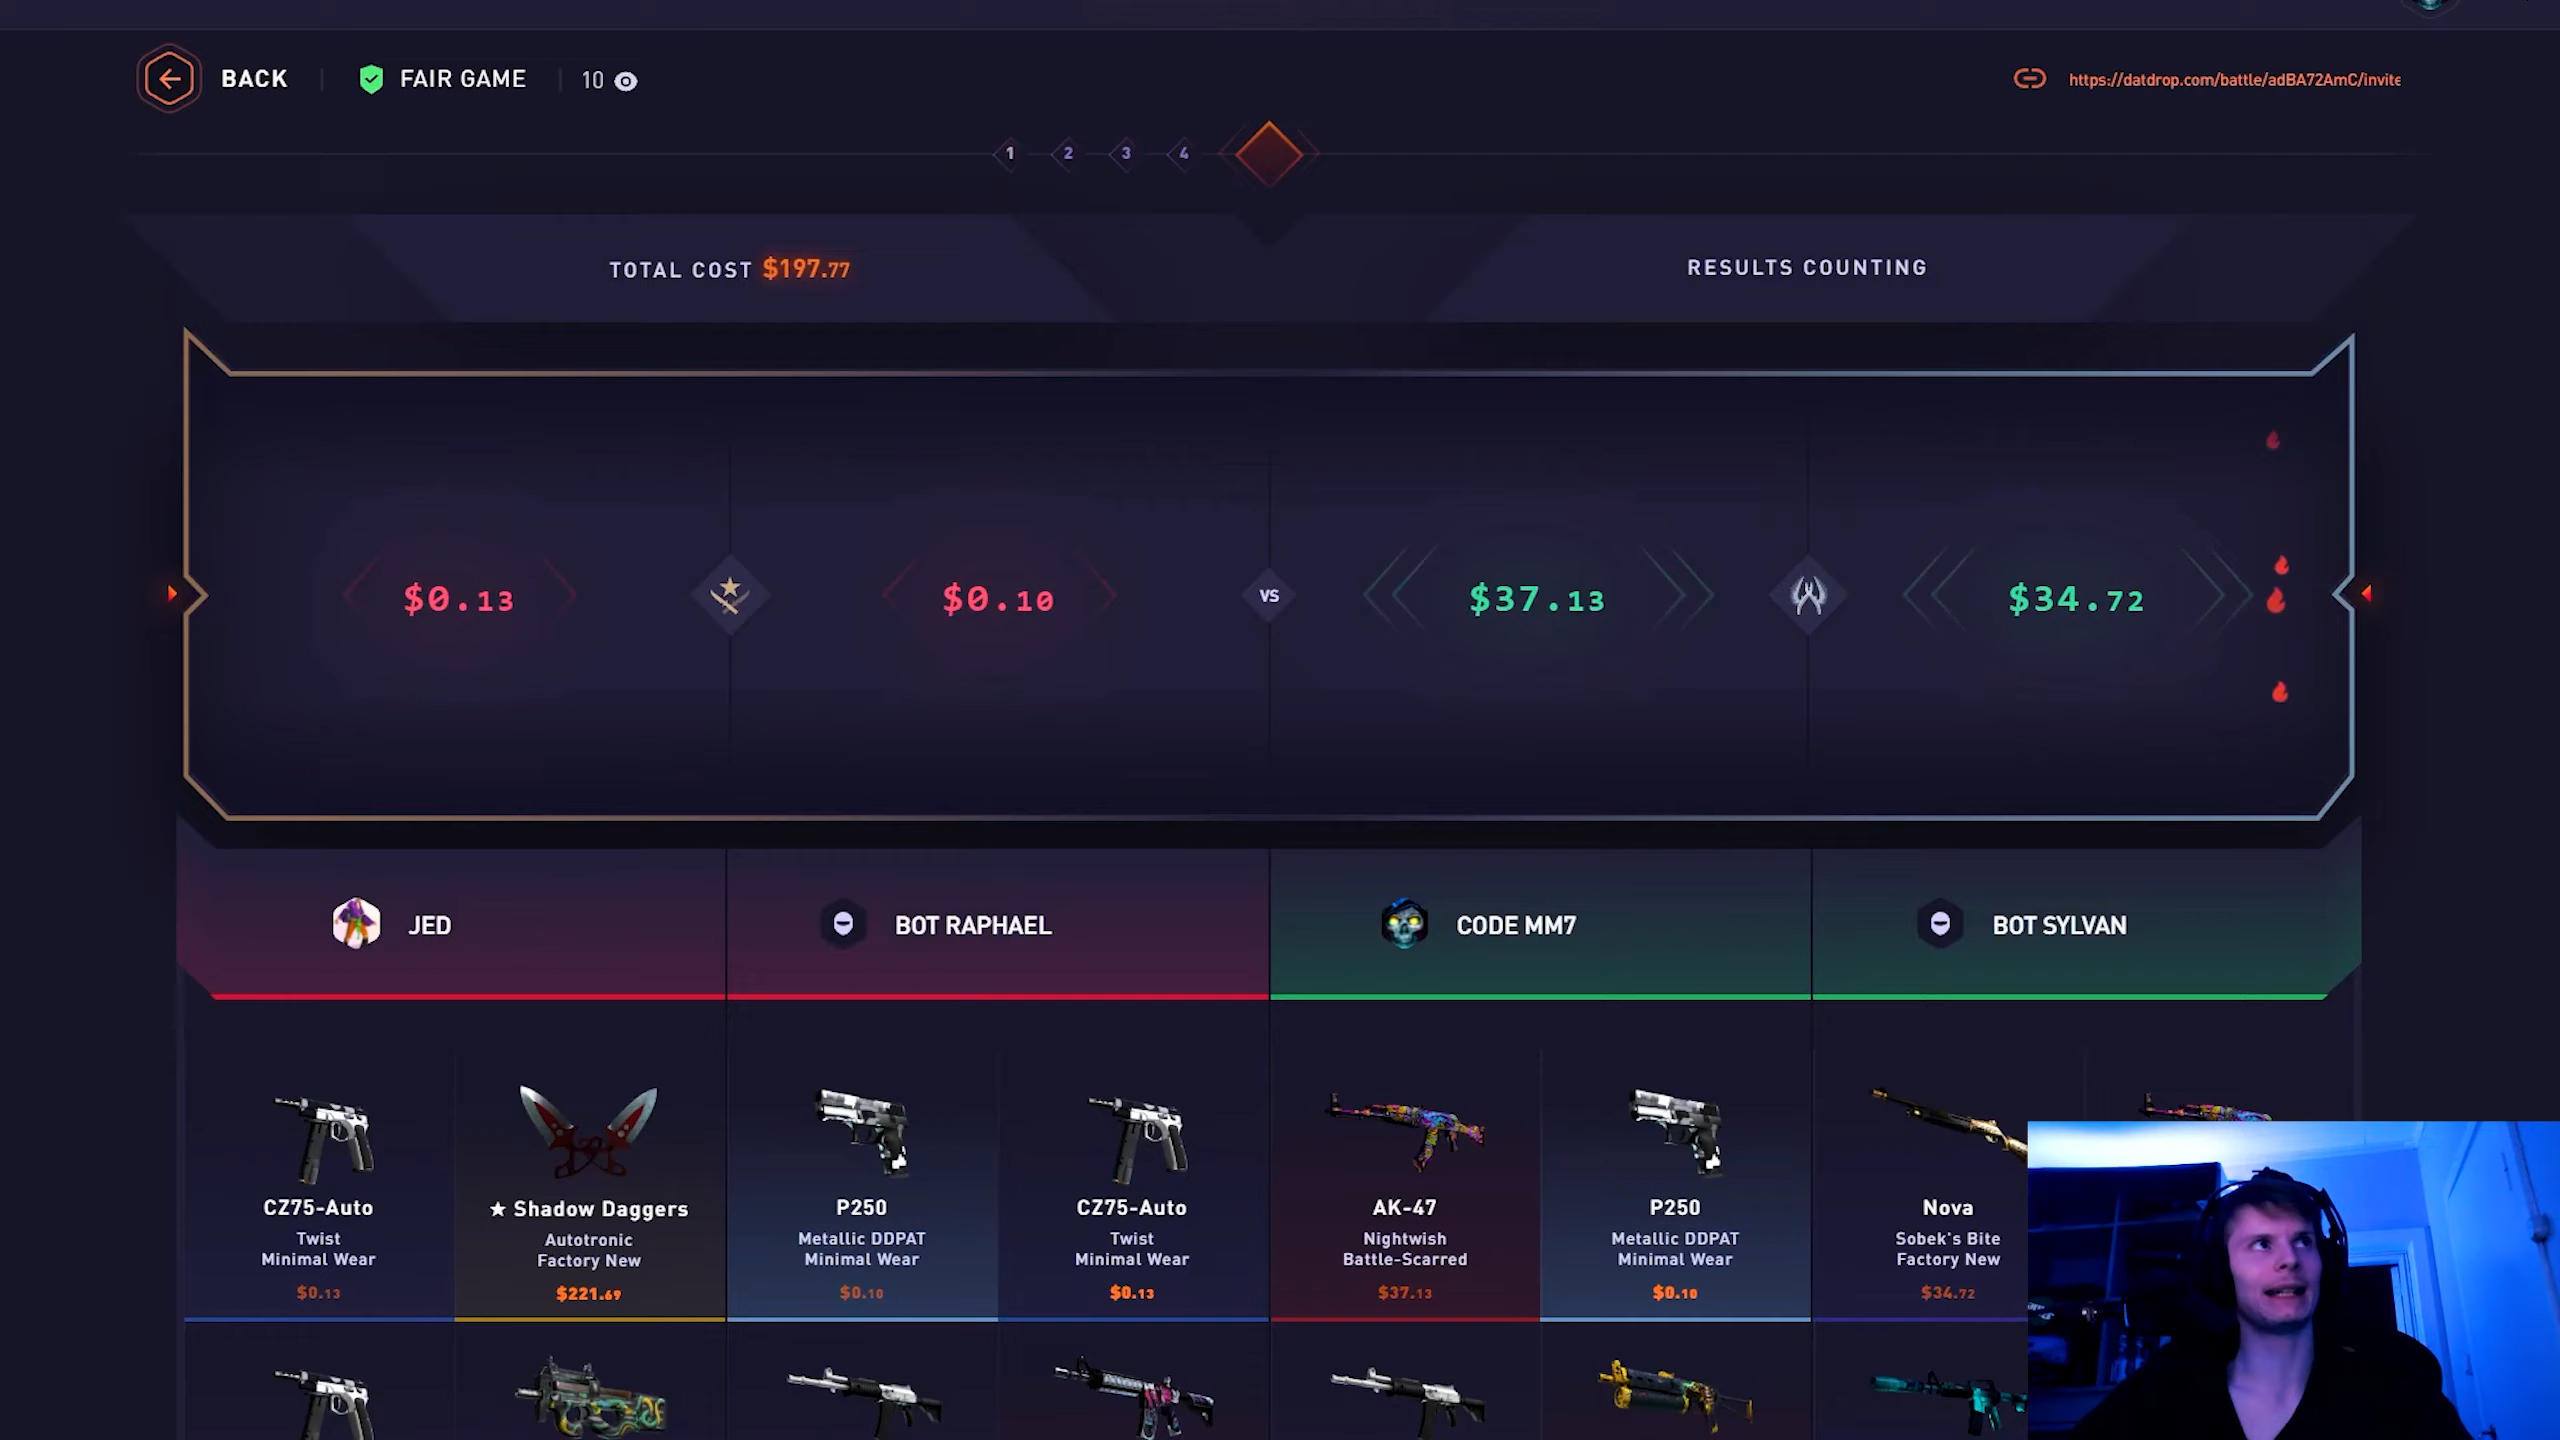 BACK
FAIR GAME
10
https://datdrop.com/battle/adBA72AmC/invite
1
2
3
4
TOTAL COST $197.77
RESULTS COUNTING
$0.13
$0.10
VS
$37.13
$34.72
JED
BOT RAPHAEL
CODE MM7
BOT SYLVAN
CZ75-Auto
Twist
Minimal Wear
$0.13
★ Shadow Daggers
Autotronic
Factory New
$221.69
P250
Metallic DDPAT
Minimal Wear
$0.10
CZ75-Auto
Twist
Minimal Wear
$0.13
AK-47
Nightwish
Battle-Scarred
$37.13
P250
Metallic DDPAT
Minimal Wear
$0.10
Nova
Sobek's Bite
Factory New
$34.72